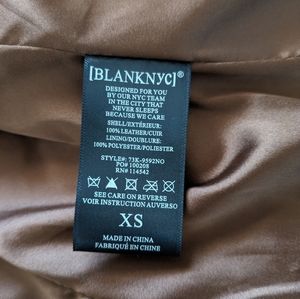 [BLANKNYC]®
DESIGNED FOR YOU
BY OUR NYC TEAM
IN THE CITY THAT
NEVER SLEEPS
BECAUSE WE CARE
SHELL/EXTÉRIEUR:
100% LEATHER/CUIR
LINING/DOUBLURE:
100% POLYESTER/POLIESTER
STYLE#: 73K-9592NO
PO# 100208
RN# 114542
SEE CARE ON REVERSE
VOIR INSTRUCTION AUVERSO
XS
MADE IN CHINA
FABRIQUÉ EN CHINE